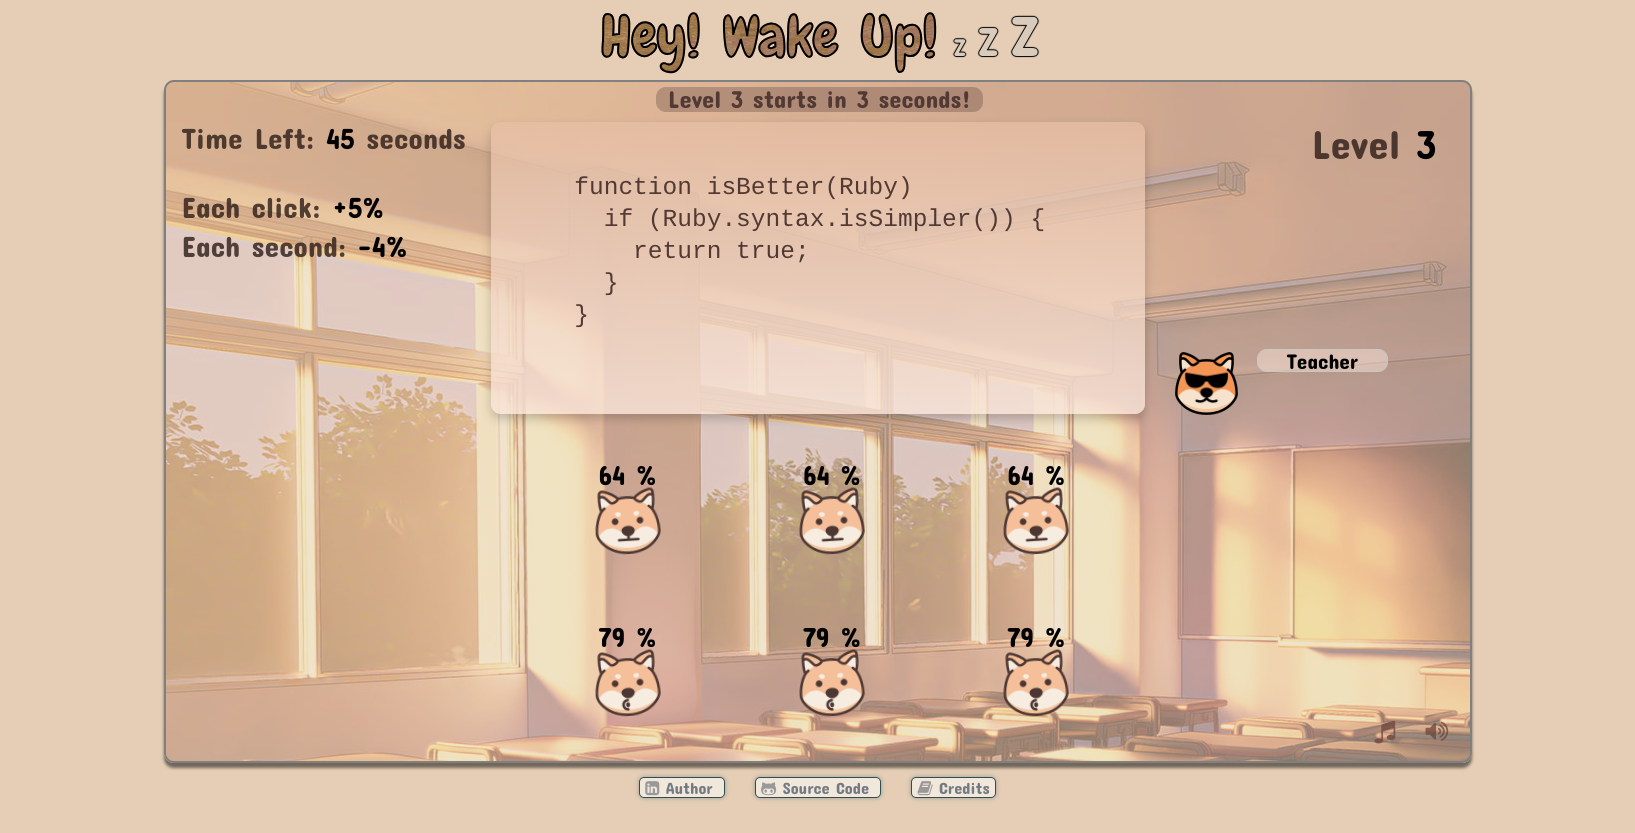 Hey! Wake Up! z z Z
Level 3 starts in 3 seconds!
Time Left: 45 seconds
Each click: +5%
Each second: -4%
function isBetter(Ruby)
  if (Ruby.syntax.isSimpler()) {
    return true;
  }
}
Level 3
Teacher
64 % 64 % 64 %
79 % 79 % 79 %
Author Source Code Credits